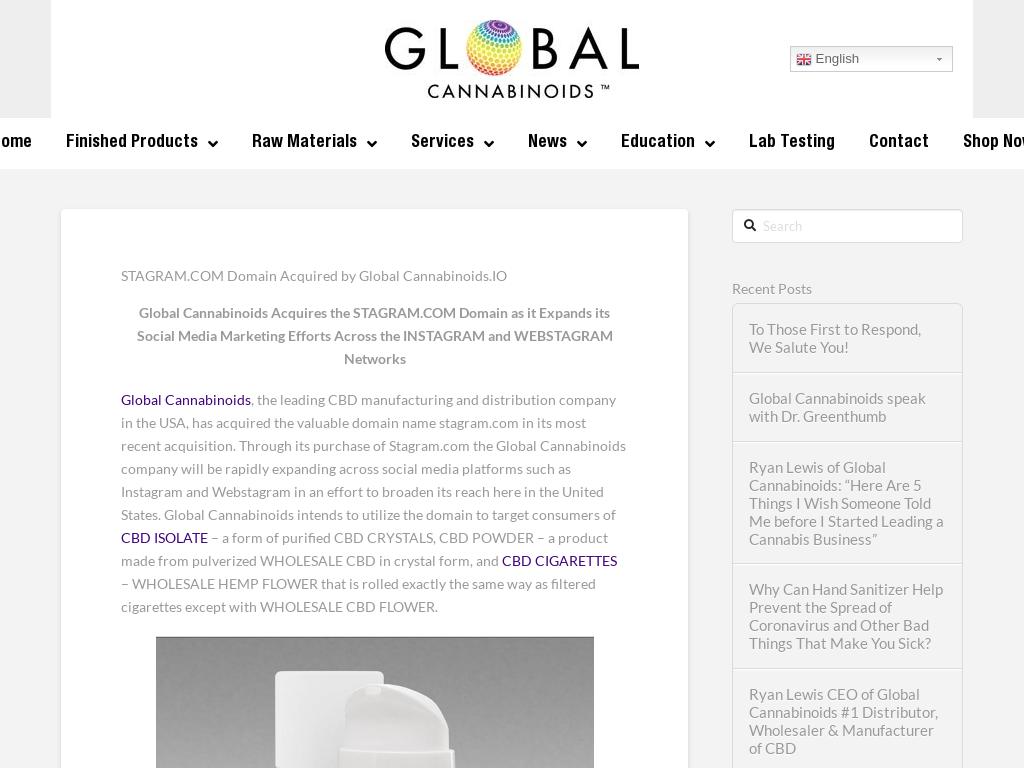 GLOBAL
CANNABINOIDS ™
English
ome Finished Products Raw Materials Services News Education Lab Testing Contact Shop No
STAGRAM.COM Domain Acquired by Global Cannabinoids.IO
Global Cannabinoids Acquires the STAGRAM.COM Domain as it Expands its
Social Media Marketing Efforts Across the INSTAGRAM and WEBSTAGRAM
Networks
Global Cannabinoids, the leading CBD manufacturing and distribution company
in the USA, has acquired the valuable domain name stagram.com in its most
recent acquisition. Through its purchase of Stagram.com the Global Cannabinoids
company will be rapidly expanding across social media platforms such as
Instagram and Webstagram in an effort to broaden its reach here in the United
States. Global Cannabinoids intends to utilize the domain to target consumers of
CBD ISOLATE – a form of purified CBD CRYSTALS, CBD POWDER – a product
made from pulverized WHOLESALE CBD in crystal form, and CBD CIGARETTES
– WHOLESALE HEMP FLOWER that is rolled exactly the same way as filtered
cigarettes except with WHOLESALE CBD FLOWER.
Search
Recent Posts
To Those First to Respond,
We Salute You!
Global Cannabinoids speak
with Dr. Greenthumb
Ryan Lewis of Global
Cannabinoids: “Here Are 5
Things I Wish Someone Told
Me before I Started Leading a
Cannabis Business”
Why Can Hand Sanitizer Help
Prevent the Spread of
Coronavirus and Other Bad
Things That Make You Sick?
Ryan Lewis CEO of Global
Cannabinoids #1 Distributor,
Wholesaler & Manufacturer
of CBD